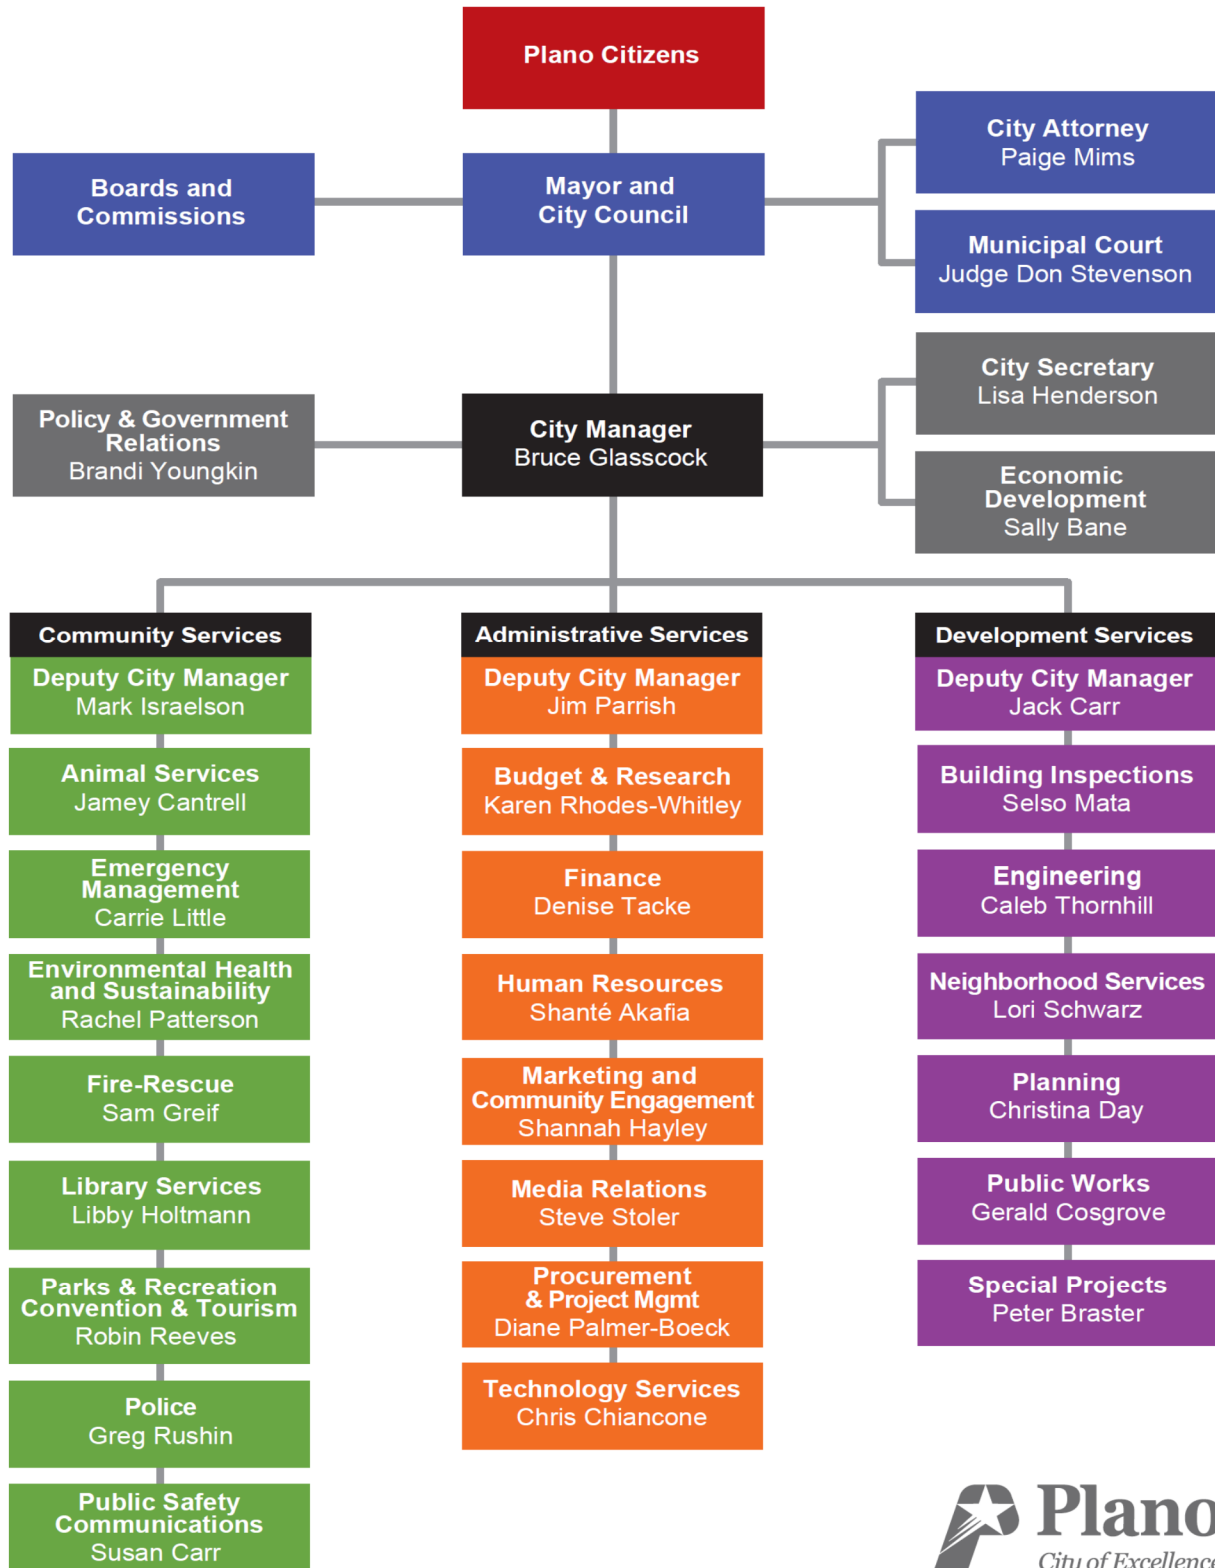 Plano Citizens
Boards and
Commissions
Mayor and
City Council
City Attorney
Paige Mims
Municipal Court
Judge Don Stevenson
Policy & Government
Relations
Brandi Youngkin
City Manager
Bruce Glasscock
City Secretary
Lisa Henderson
Economic
Development
Sally Bane
Community Services
Deputy City Manager
Mark Israelson
Animal Services
Jamey Cantrell
Emergency
Management
Carrie Little
Environmental Health
and Sustainability
Rachel Patterson
Fire-Rescue
Sam Greif
Library Services
Libby Holtmann
Parks & Recreation
Convention & Tourism
Robin Reeves
Police
Greg Rushin
Public Safety
Communications
Susan Carr
Administrative Services
Deputy City Manager
Jim Parrish
Budget & Research
Karen Rhodes-Whitley
Finance
Denise Tacke
Human Resources
Shanté Akafia
Marketing and
Community Engagement
Shannah Hayley
Media Relations
Steve Stoler
Procurement
& Project Mgmt
Diane Palmer-Boeck
Technology Services
Chris Chiancone
Development Services
Deputy City Manager
Jack Carr
Building Inspections
Selso Mata
Engineering
Caleb Thornhill
Neighborhood Services
Lori Schwarz
Planning
Christina Day
Public Works
Gerald Cosgrove
Special Projects
Peter Braster
Plano
City of Excellence